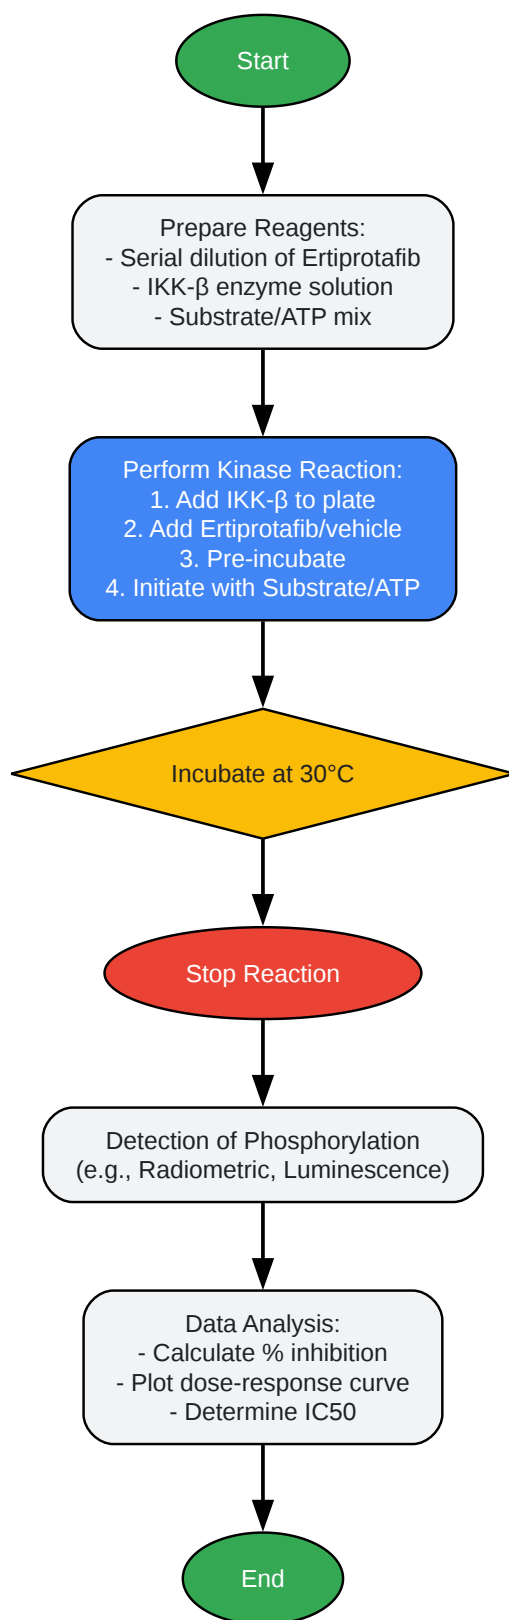 Start
Prepare Reagents:
- Serial dilution of Ertiprotafib
- IKK-β enzyme solution
- Substrate/ATP mix
Perform Kinase Reaction:
1. Add IKK-β to plate
2. Add Ertiprotafib/vehicle
3. Pre-incubate
4. Initiate with Substrate/ATP
Incubate at 30°C
Stop Reaction
Detection of Phosphorylation
(e.g., Radiometric, Luminescence)
Data Analysis:
- Calculate % inhibition
- Plot dose-response curve
- Determine IC50
End